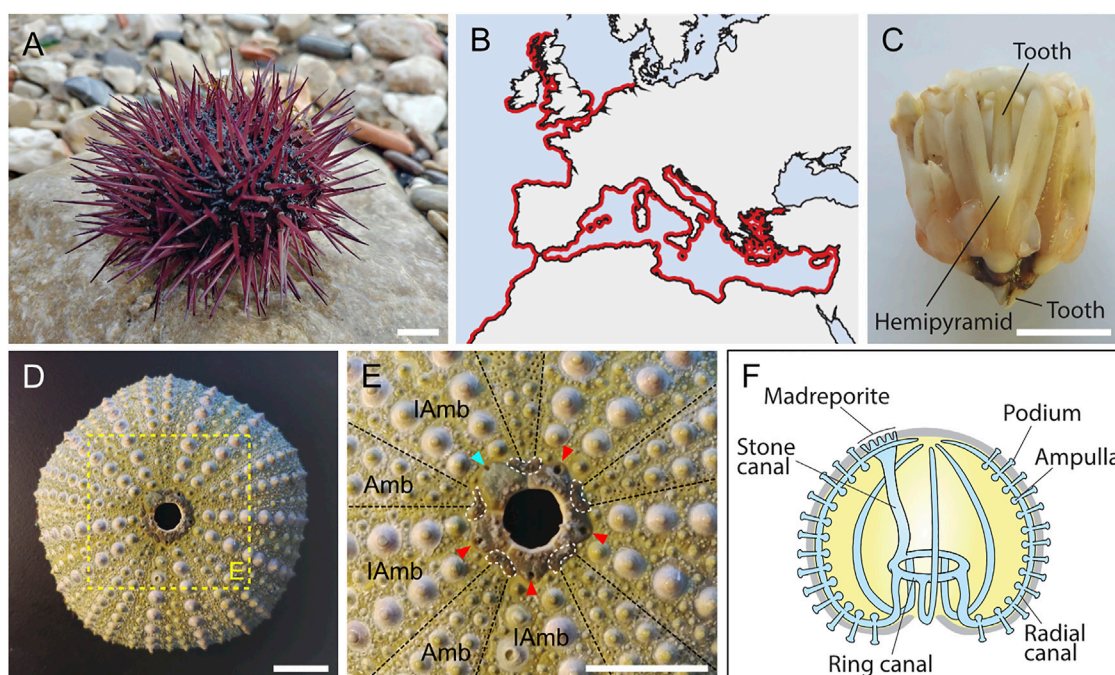 A
B
C
Tooth
Hemipyramid
Tooth
D
E
E
IAmb
Amb
IAmb
Amb
IAmb
F
Madreporite
Stone
canal
Podium
Ampulla
Radial
canal
Ring canal